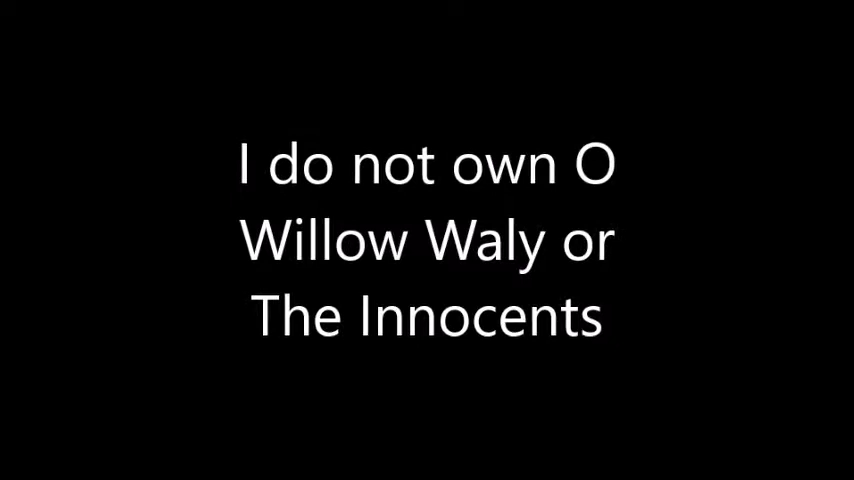 I do not own O
Willow Waly or
The Innocents